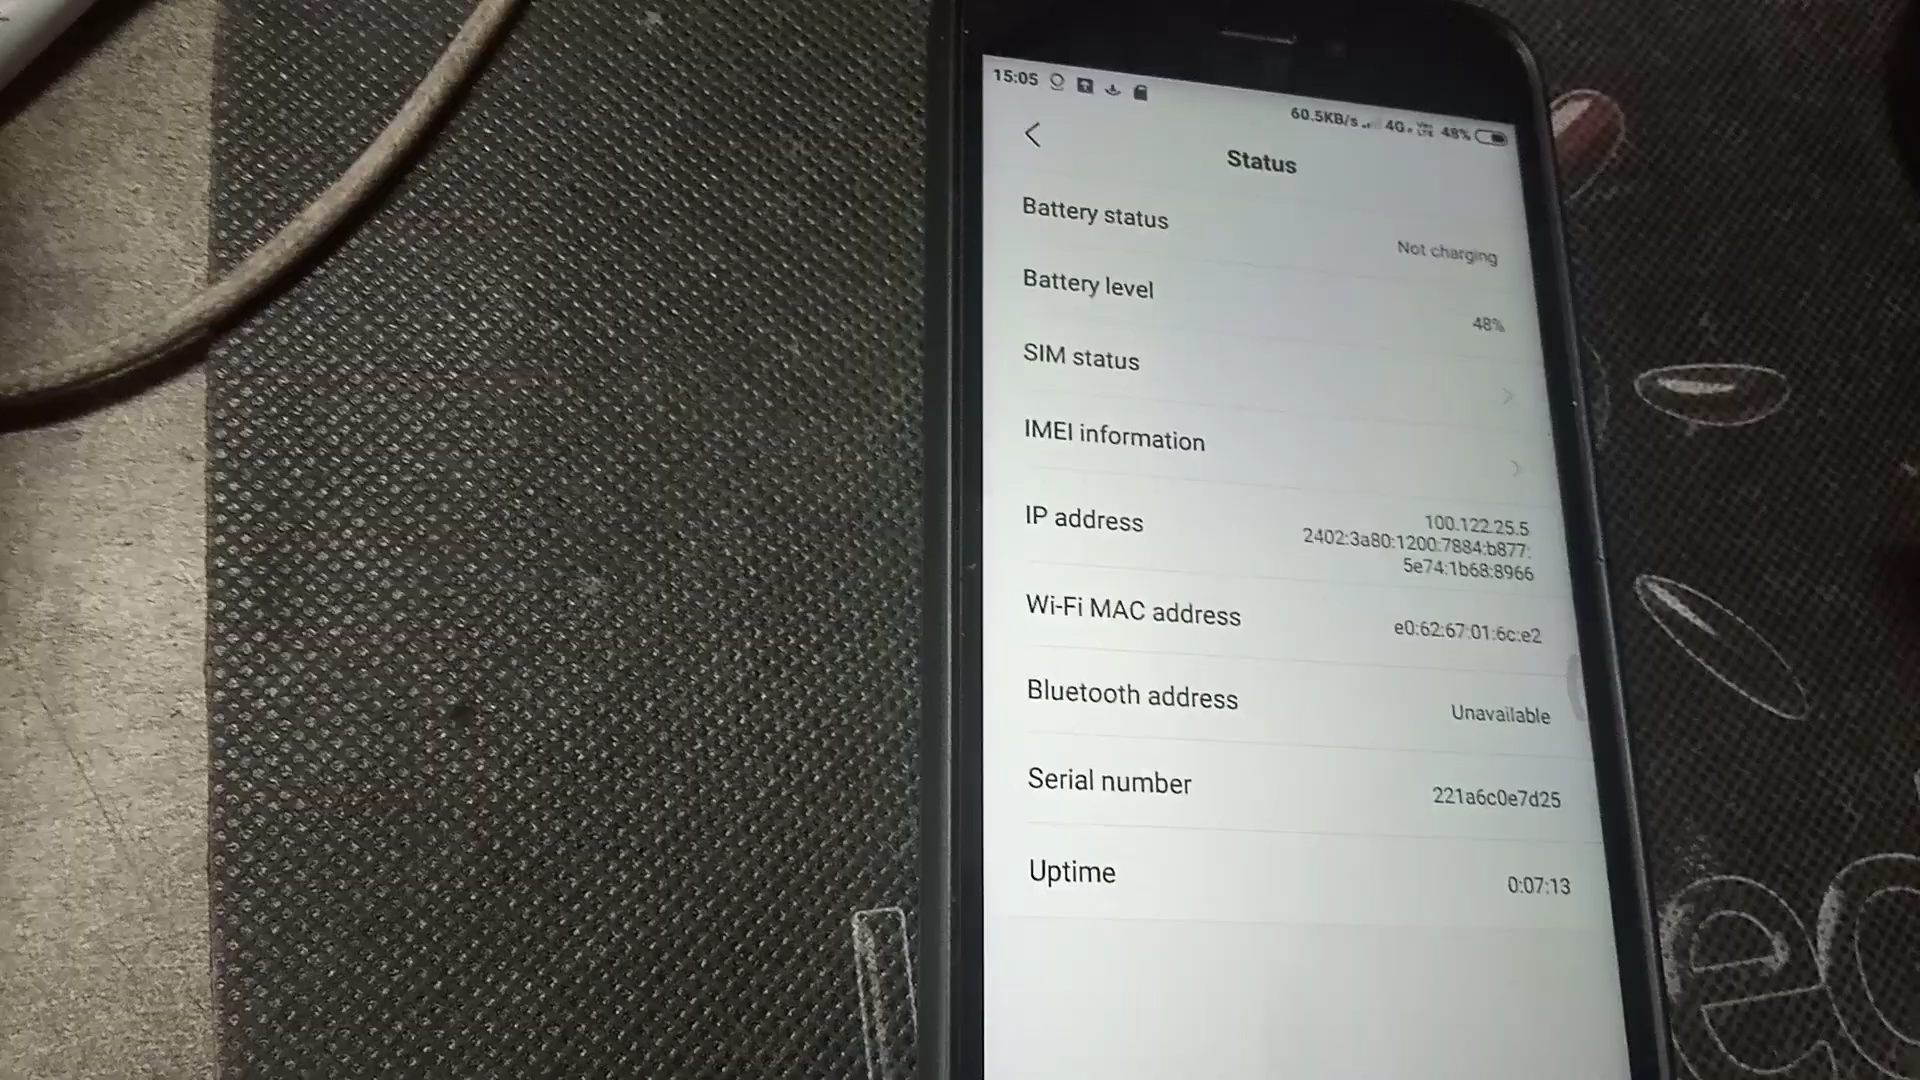 15:05
60.5KB/s 4G 48%
Status
Battery status
Not charging
Battery level
48%
SIM status
IMEI information
IP address
100.122.25.5
2402:3a80:1200:7884:b877:
5e74:1b68:8966
Wi-Fi MAC address
e0:62:67:01:6c:e2
Bluetooth address
Unavailable
Serial number
221a6c0e7d25
Uptime
0:07:13